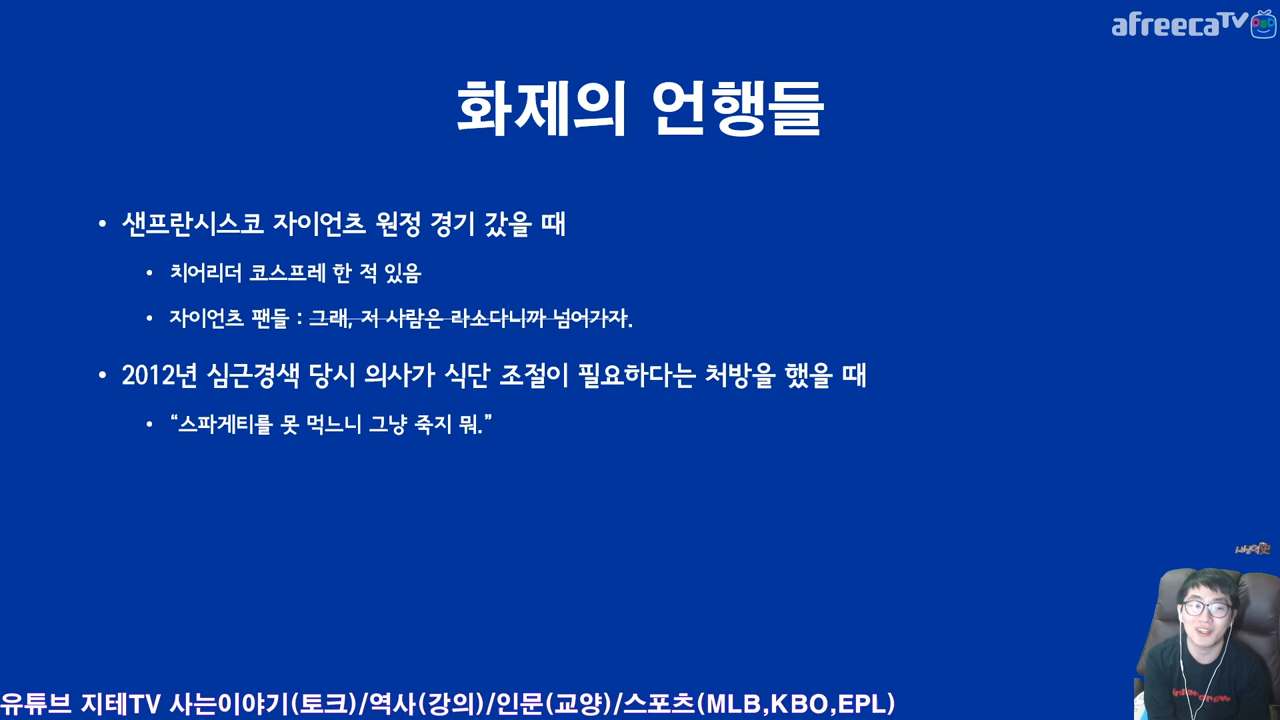 afreecaTV
화제의 언행들
• 샌프란시스코 자이언츠 원정 경기 갔을 때
• 치어리더 코스프레 한 적 있음
• 자이언츠 팬들 : 그래, 저 사람은 라소다니까 넘어가자.
• 2012년 심근경색 당시 의사가 식단 조절이 필요하다는 처방을 했을 때
• “스파게티를 못 먹느니 그냥 죽지 뭐.”
유튜브 지테TV 사는이야기(토크)/역사(강의)/인문(교양)/스포츠(MLB,KBO,EPL)